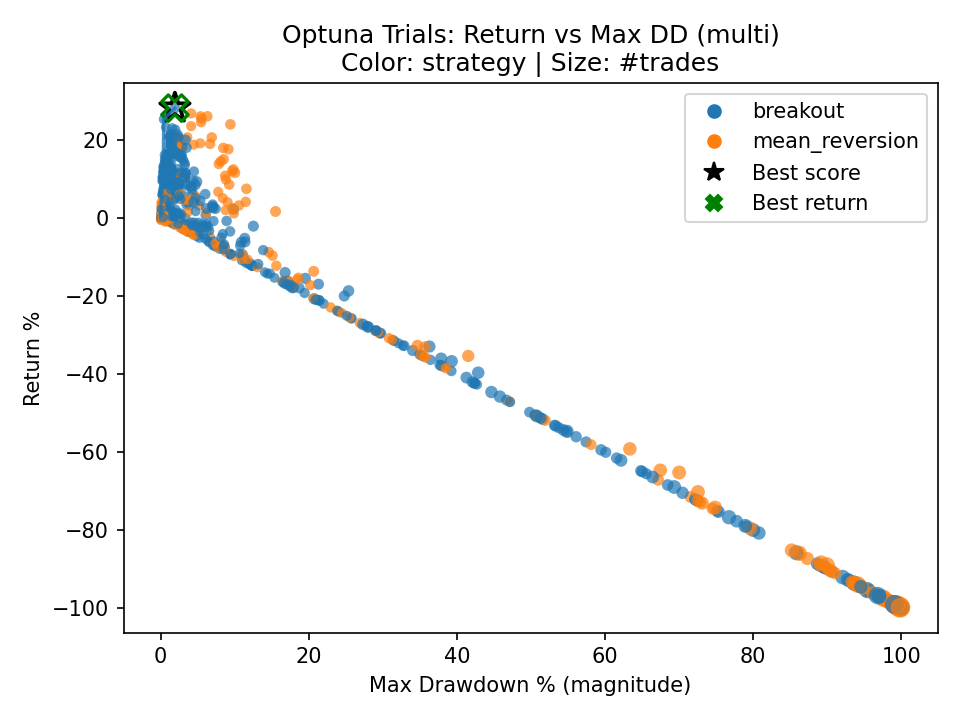 Optuna Trials: Return vs Max DD (multi)
Color: strategy | Size: #trades
breakout
mean_reversion
Best score
Best return
Return %
20
0
−20
−40
−60
−80
−100
0
20
40
60
80
100
Max Drawdown % (magnitude)